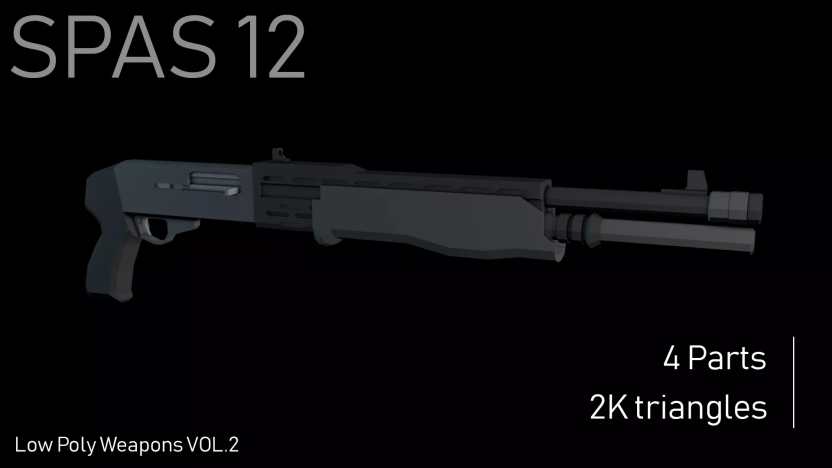 SPAS 12
4 Parts
2K triangles
Low Poly Weapons VOL.2